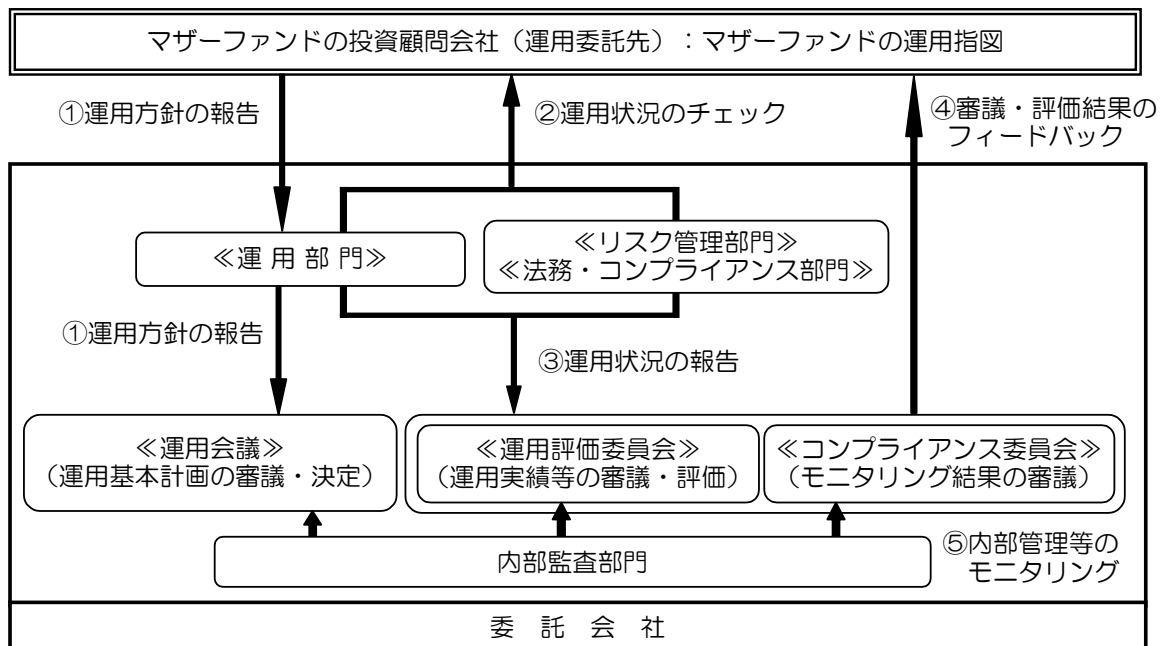 マザーファンドの投資顧問会社（運用委託先）：マザーファンドの運用指図
①運用方針の報告
②運用状況のチェック
④審議・評価結果の
フィードバック
≪運 用 部 門≫
≪リスク管理部門≫
≪法務・コンプライアンス部門≫
①運用方針の報告
③運用状況の報告
≪運用会議≫
（運用基本計画の審議・決定）
≪運用評価委員会≫
（運用実績等の審議・評価）
≪コンプライアンス委員会≫
（モニタリング結果の審議）
内部監査部門
⑤内部管理等の
モニタリング
委 託 会 社